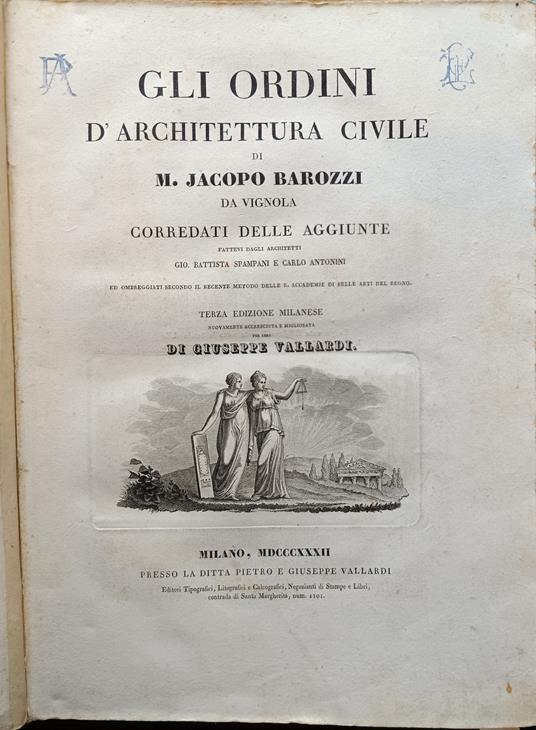 GLI ORDINI
D'ARCHITETTURA CIVILE
DI
M. JACOPO BAROZZI
DA VIGNOLA
CORREDATI DELLE AGGIUNTE
FATTEVI DAGLI ARCHITETTI
GIO. BATTISTA SPAMPANI E CARLO ANTONINI
ED OMBREGGIATI SECONDO IL RECENTE METODO DELLE R. ACCADEMIE DI BELLE ARTI DEL REGNO.
TERZA EDIZIONE MILANESE
NUOVAMENTE ACCRESCIUTA E MIGLIORATA
PER CURA
DI GIUSEPPE VALLARDI.
MILANO, MDCCCXXXII
PRESSO LA DITTA PIETRO E GIUSEPPE VALLARDI
Editori Tipografici, Litografici e Calcografici, Negozianti di Stampe e Libri,
contrada di Santa Margherita, num. 1101.